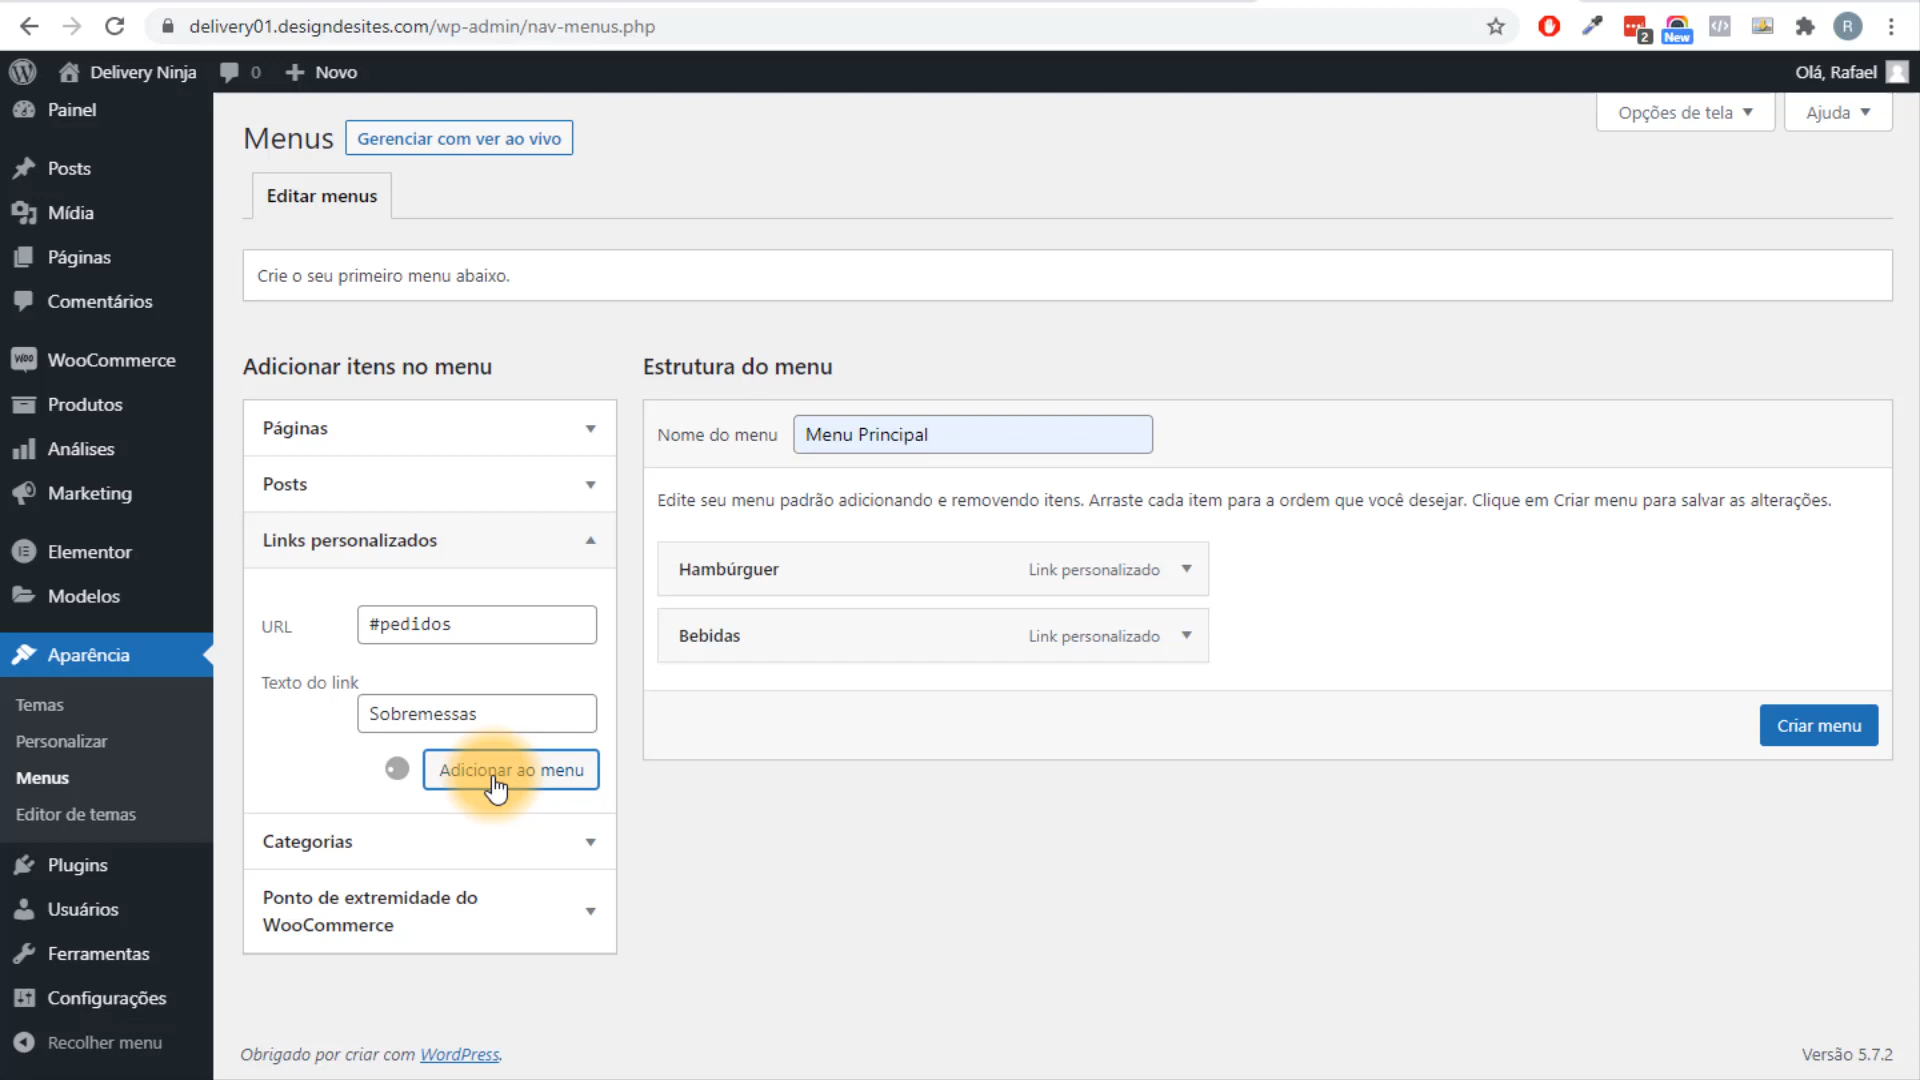 delivery01.designdesites.com/wp-admin/nav-menus.php
2
New
R
Delivery Ninja
0
Novo
Olá, Rafael
Painel
Posts
Mídia
Páginas
Comentários
Woo
WooCommerce
Produtos
Análises
Marketing
Elementor
Modelos
Aparência
Temas
Personalizar
Menus
Editor de temas
Plugins
Usuários
Ferramentas
Configurações
Recolher menu
Opções de tela
Ajuda
Menus
Gerenciar com ver ao vivo
Editar menus
Crie o seu primeiro menu abaixo.
Adicionar itens no menu
Páginas
Posts
Links personalizados
URL
#pedidos
Texto do link
Sobremessas
Adicionar ao menu
Categorias
Ponto de extremidade do
WooCommerce
Estrutura do menu
Nome do menu
Menu Principal
Edite seu menu padrão adicionando e removendo itens. Arraste cada item para a ordem que você desejar. Clique em Criar menu para salvar as alterações.
Hambúrguer
Link personalizado
Bebidas
Link personalizado
Criar menu
Obrigado por criar com WordPress.
Versão 5.7.2